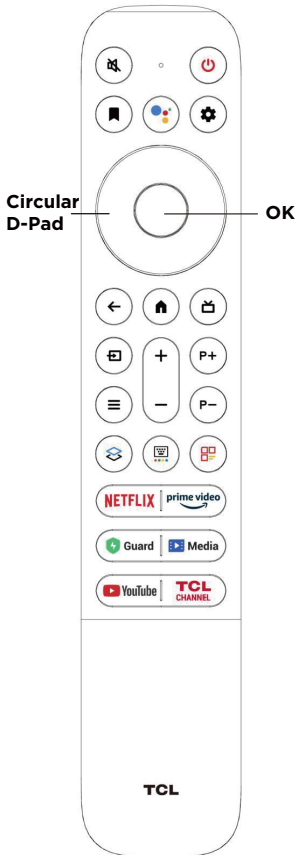 Circular
D-Pad
OK
+
P+
−
P−
NETFLIX prime video
Guard Media
YouTube TCL
CHANNEL
TCL